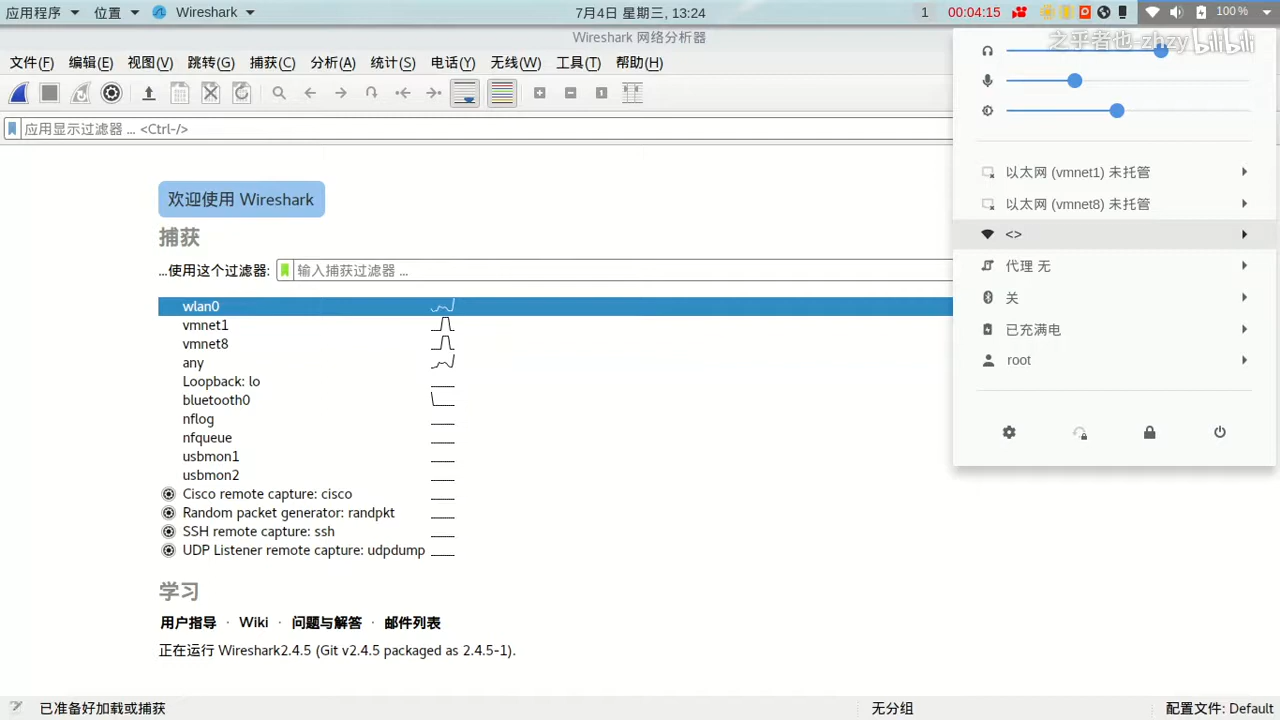 应用程序 位置 Wireshark 7月4日 星期三, 13:24 1 00:04:15 100 %
Wireshark 网络分析器
之乎者也-zhzy bilibili
文件(F) 编辑(E) 视图(V) 跳转(G) 捕获(C) 分析(A) 统计(S) 电话(Y) 无线(W) 工具(T) 帮助(H)
应用显示过滤器 … <Ctrl-/>
以太网 (vmnet1) 未托管
以太网 (vmnet8) 未托管
<>
代理 无
关
已充满电
root
欢迎使用 Wireshark
捕获
…使用这个过滤器: 输入捕获过滤器 …
wlan0
vmnet1
vmnet8
any
Loopback: lo
bluetooth0
nflog
nfqueue
usbmon1
usbmon2
Cisco remote capture: cisco
Random packet generator: randpkt
SSH remote capture: ssh
UDP Listener remote capture: udpdump
学习
用户指导 · Wiki · 问题与解答 · 邮件列表
正在运行 Wireshark2.4.5 (Git v2.4.5 packaged as 2.4.5-1).
已准备好加载或捕获 无分组 配置文件: Default